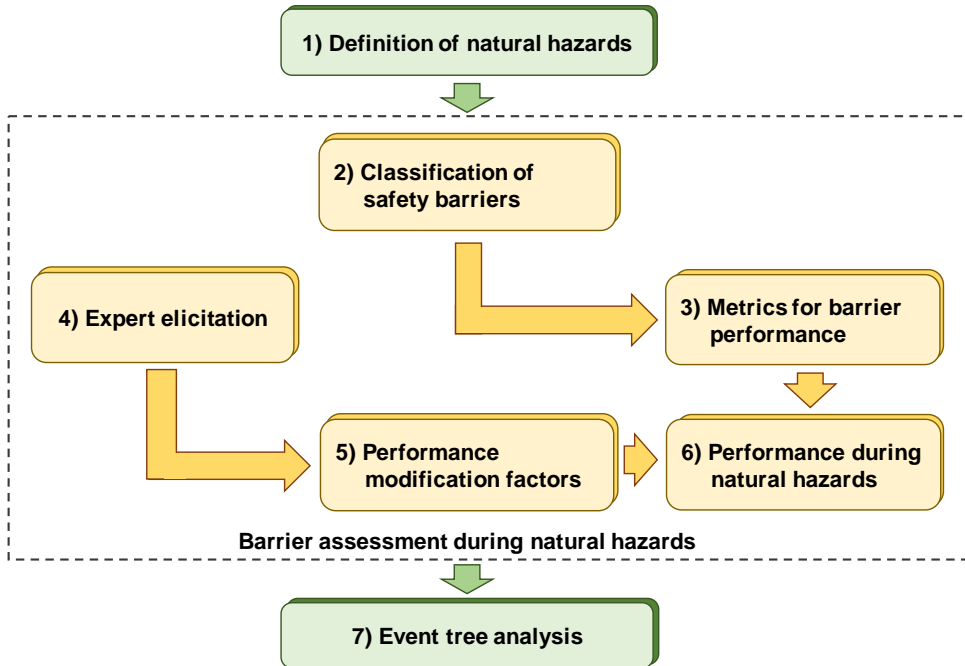 1) Definition of natural hazards
2) Classification of
safety barriers
3) Metrics for barrier
performance
4) Expert elicitation
5) Performance
modification factors
6) Performance during
natural hazards
Barrier assessment during natural hazards
7) Event tree analysis